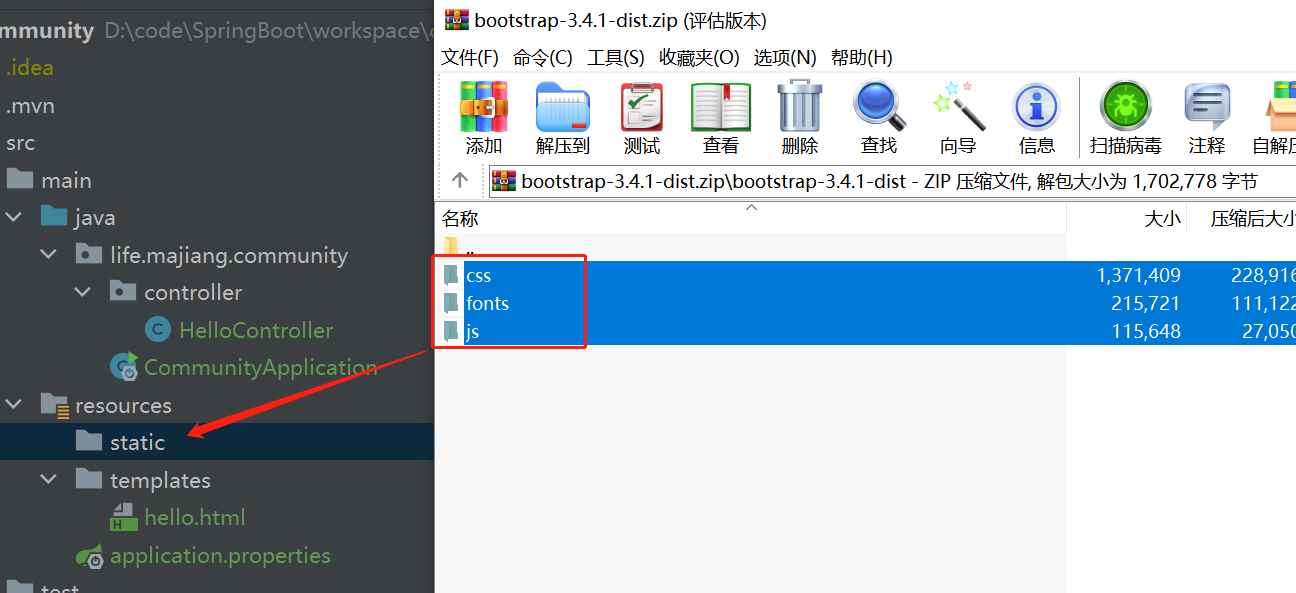 mmunity D:\code\SpringBoot\workspace\
.idea
.mvn
src
main
java
life.majiang.community
controller
HelloController
CommunityApplication
resources
static
templates
hello.html
application.properties
test
bootstrap-3.4.1-dist.zip (评估版本)
文件(F) 命令(C) 工具(S) 收藏夹(O) 选项(N) 帮助(H)
添加 解压到 测试 查看 删除 查找 向导 信息 扫描病毒 注释 自解压
bootstrap-3.4.1-dist.zip\bootstrap-3.4.1-dist - ZIP 压缩文件, 解包大小为 1,702,778 字节
名称 大小 压缩后大小
..
css 1,371,409 228,916
fonts 215,721 111,122
js 115,648 27,050